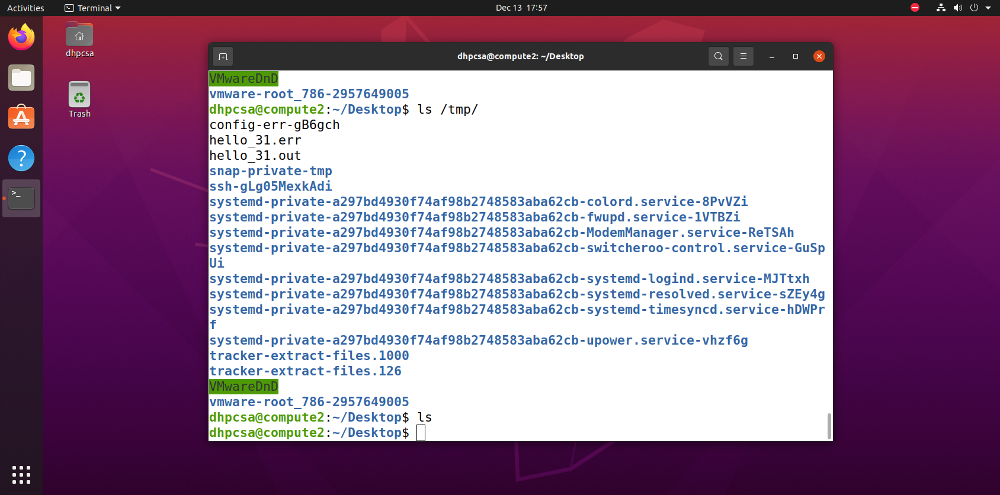 Activities
Terminal
Dec 13 17:57
dhpcsa
Trash
dhpcsa@compute2: ~/Desktop
VMwareDnD
vmware-root_786-2957649005
dhpcsa@compute2:~/Desktop$ ls /tmp/
config-err-gB6gch
hello_31.err
hello_31.out
snap-private-tmp
ssh-gLg05MexkAdi
systemd-private-a297bd4930f74af98b2748583aba62cb-colord.service-8PvVZi
systemd-private-a297bd4930f74af98b2748583aba62cb-fwupd.service-1VTBZi
systemd-private-a297bd4930f74af98b2748583aba62cb-ModemManager.service-ReTSAh
systemd-private-a297bd4930f74af98b2748583aba62cb-switcheroo-control.service-GuSp
Ui
systemd-private-a297bd4930f74af98b2748583aba62cb-systemd-logind.service-MJTtxh
systemd-private-a297bd4930f74af98b2748583aba62cb-systemd-resolved.service-sZEy4g
systemd-private-a297bd4930f74af98b2748583aba62cb-systemd-timesyncd.service-hDWPr
f
systemd-private-a297bd4930f74af98b2748583aba62cb-upower.service-vhzf6g
tracker-extract-files.1000
tracker-extract-files.126
VMwareDnD
vmware-root_786-2957649005
dhpcsa@compute2:~/Desktop$ ls
dhpcsa@compute2:~/Desktop$